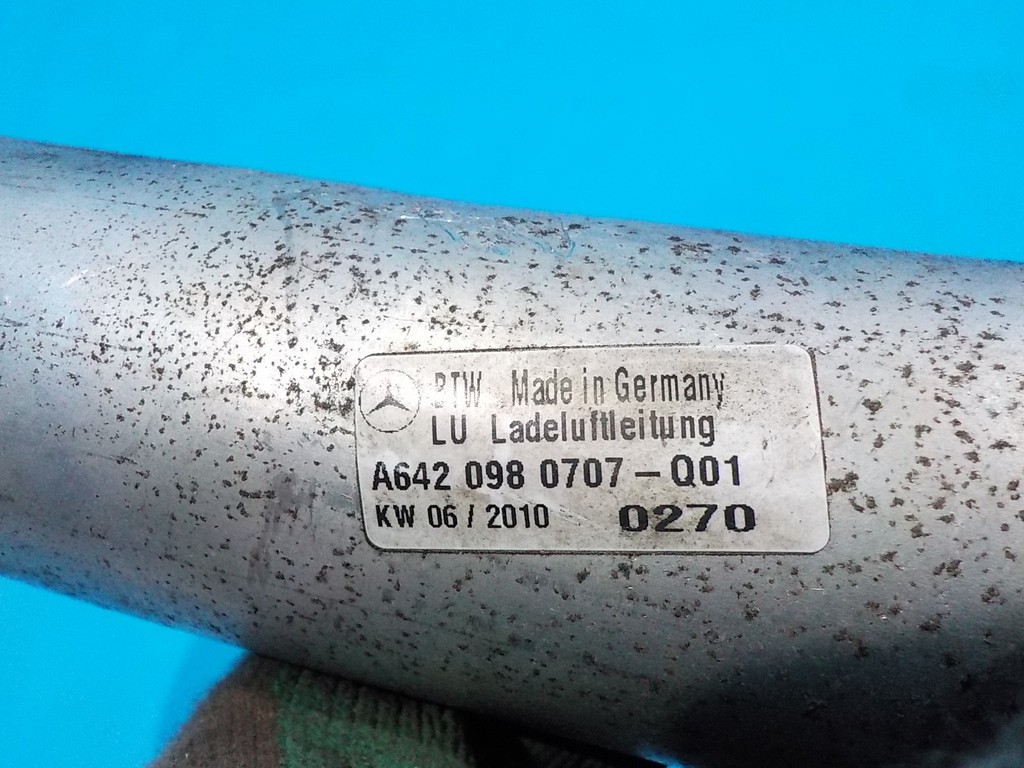 BTW Made in Germany
LU Ladeluftleitung
A642 098 0707-Q01
KW 06 / 2010 0270